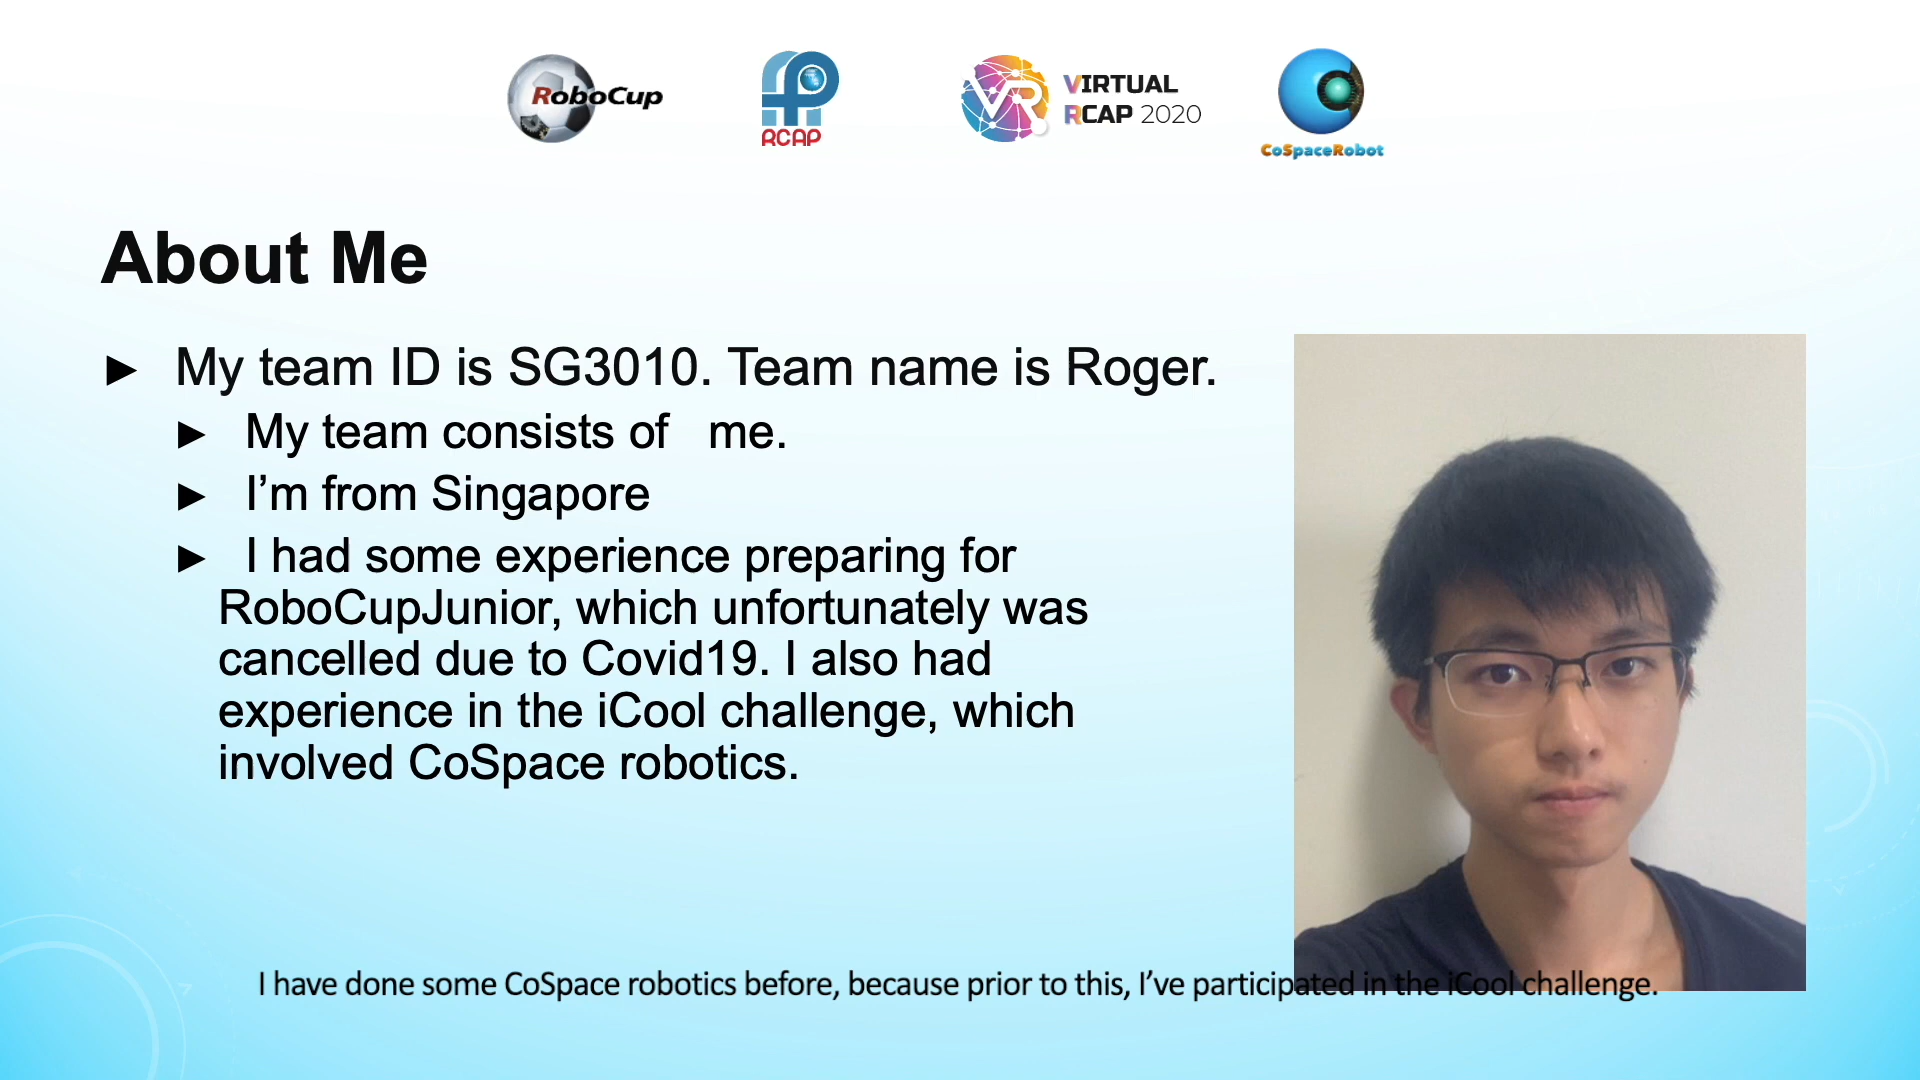 RoboCup
RCAP
VR
VIRTUAL
RCAP 2020
CoSpaceRobot
About Me
► My team ID is SG3010. Team name is Roger.
► My team consists of   me.
► I’m from Singapore
► I had some experience preparing for
RoboCupJunior, which unfortunately was
cancelled due to Covid19. I also had
experience in the iCool challenge, which
involved CoSpace robotics.
I have done some CoSpace robotics before, because prior to this, I’ve participated in the iCool challenge.